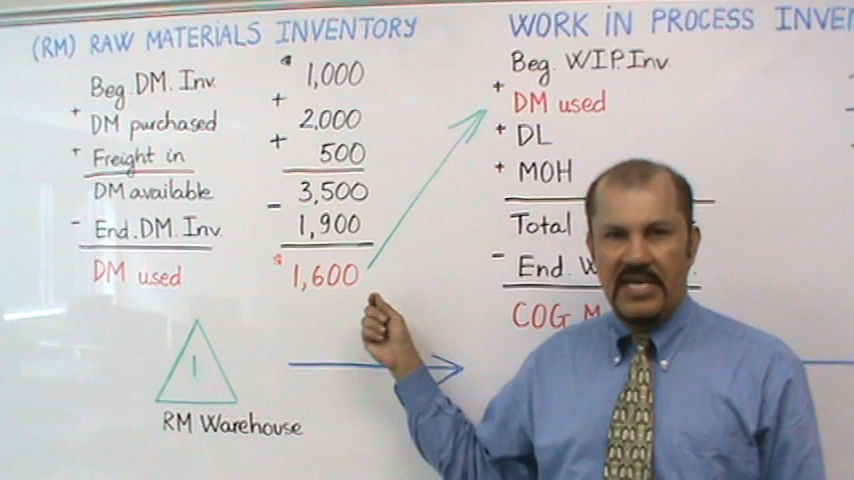 (RM) RAW MATERIALS INVENTORY
Beg. DM. Inv. $ 1,000
+ DM purchased + 2,000
+ Freight in + 500
DM available 3,500
- End. DM. Inv. - 1,900
DM used $ 1,600
1
RM Warehouse
WORK IN PROCESS
Beg. W.I.P. Inv.
+ DM used
+ DL
+ MOH
Total
- End.
COG